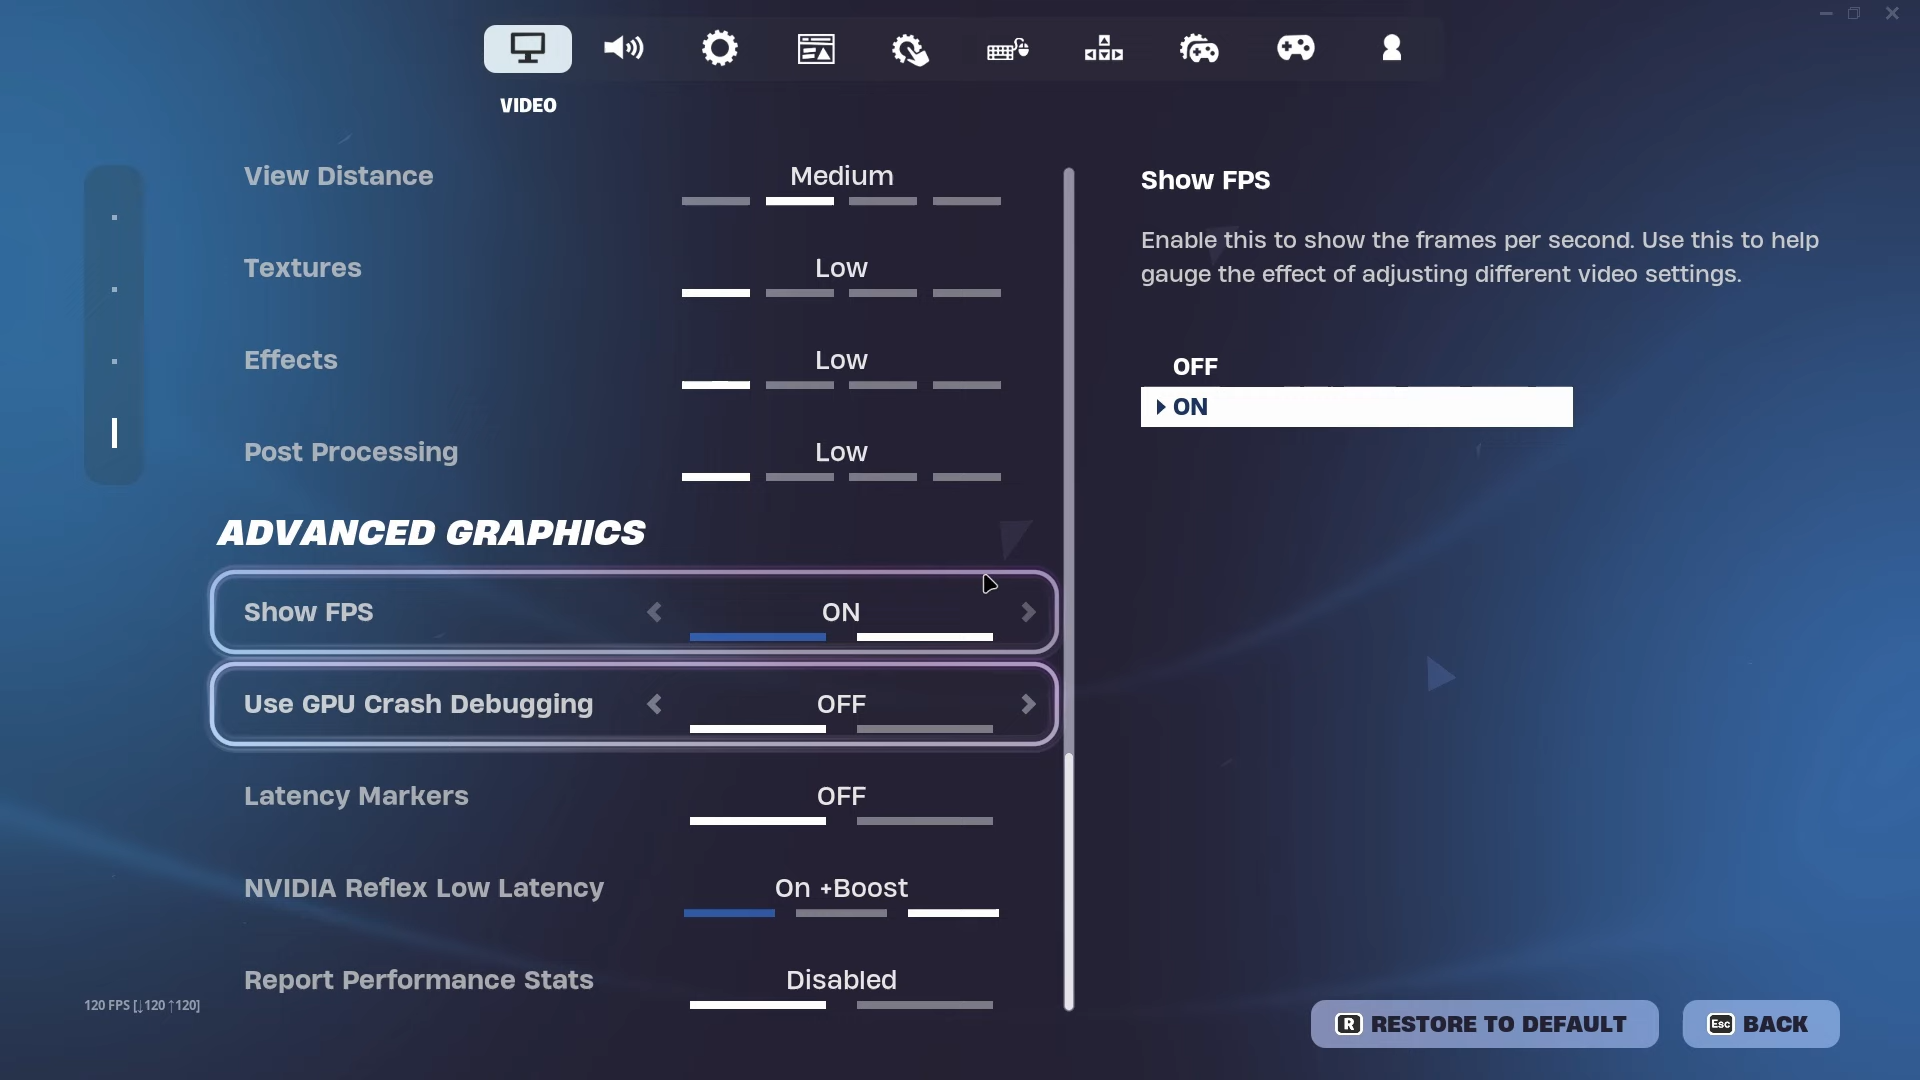 VIDEO
View Distance
Medium
Textures
Low
Effects
Low
Post Processing
Low
ADVANCED GRAPHICS
Show FPS
ON
Use GPU Crash Debugging
OFF
Latency Markers
OFF
NVIDIA Reflex Low Latency
On +Boost
Report Performance Stats
Disabled
120 FPS [↓120 ↑120]
Show FPS
Enable this to show the frames per second. Use this to help
gauge the effect of adjusting different video settings.
OFF
ON
R RESTORE TO DEFAULT
Esc BACK